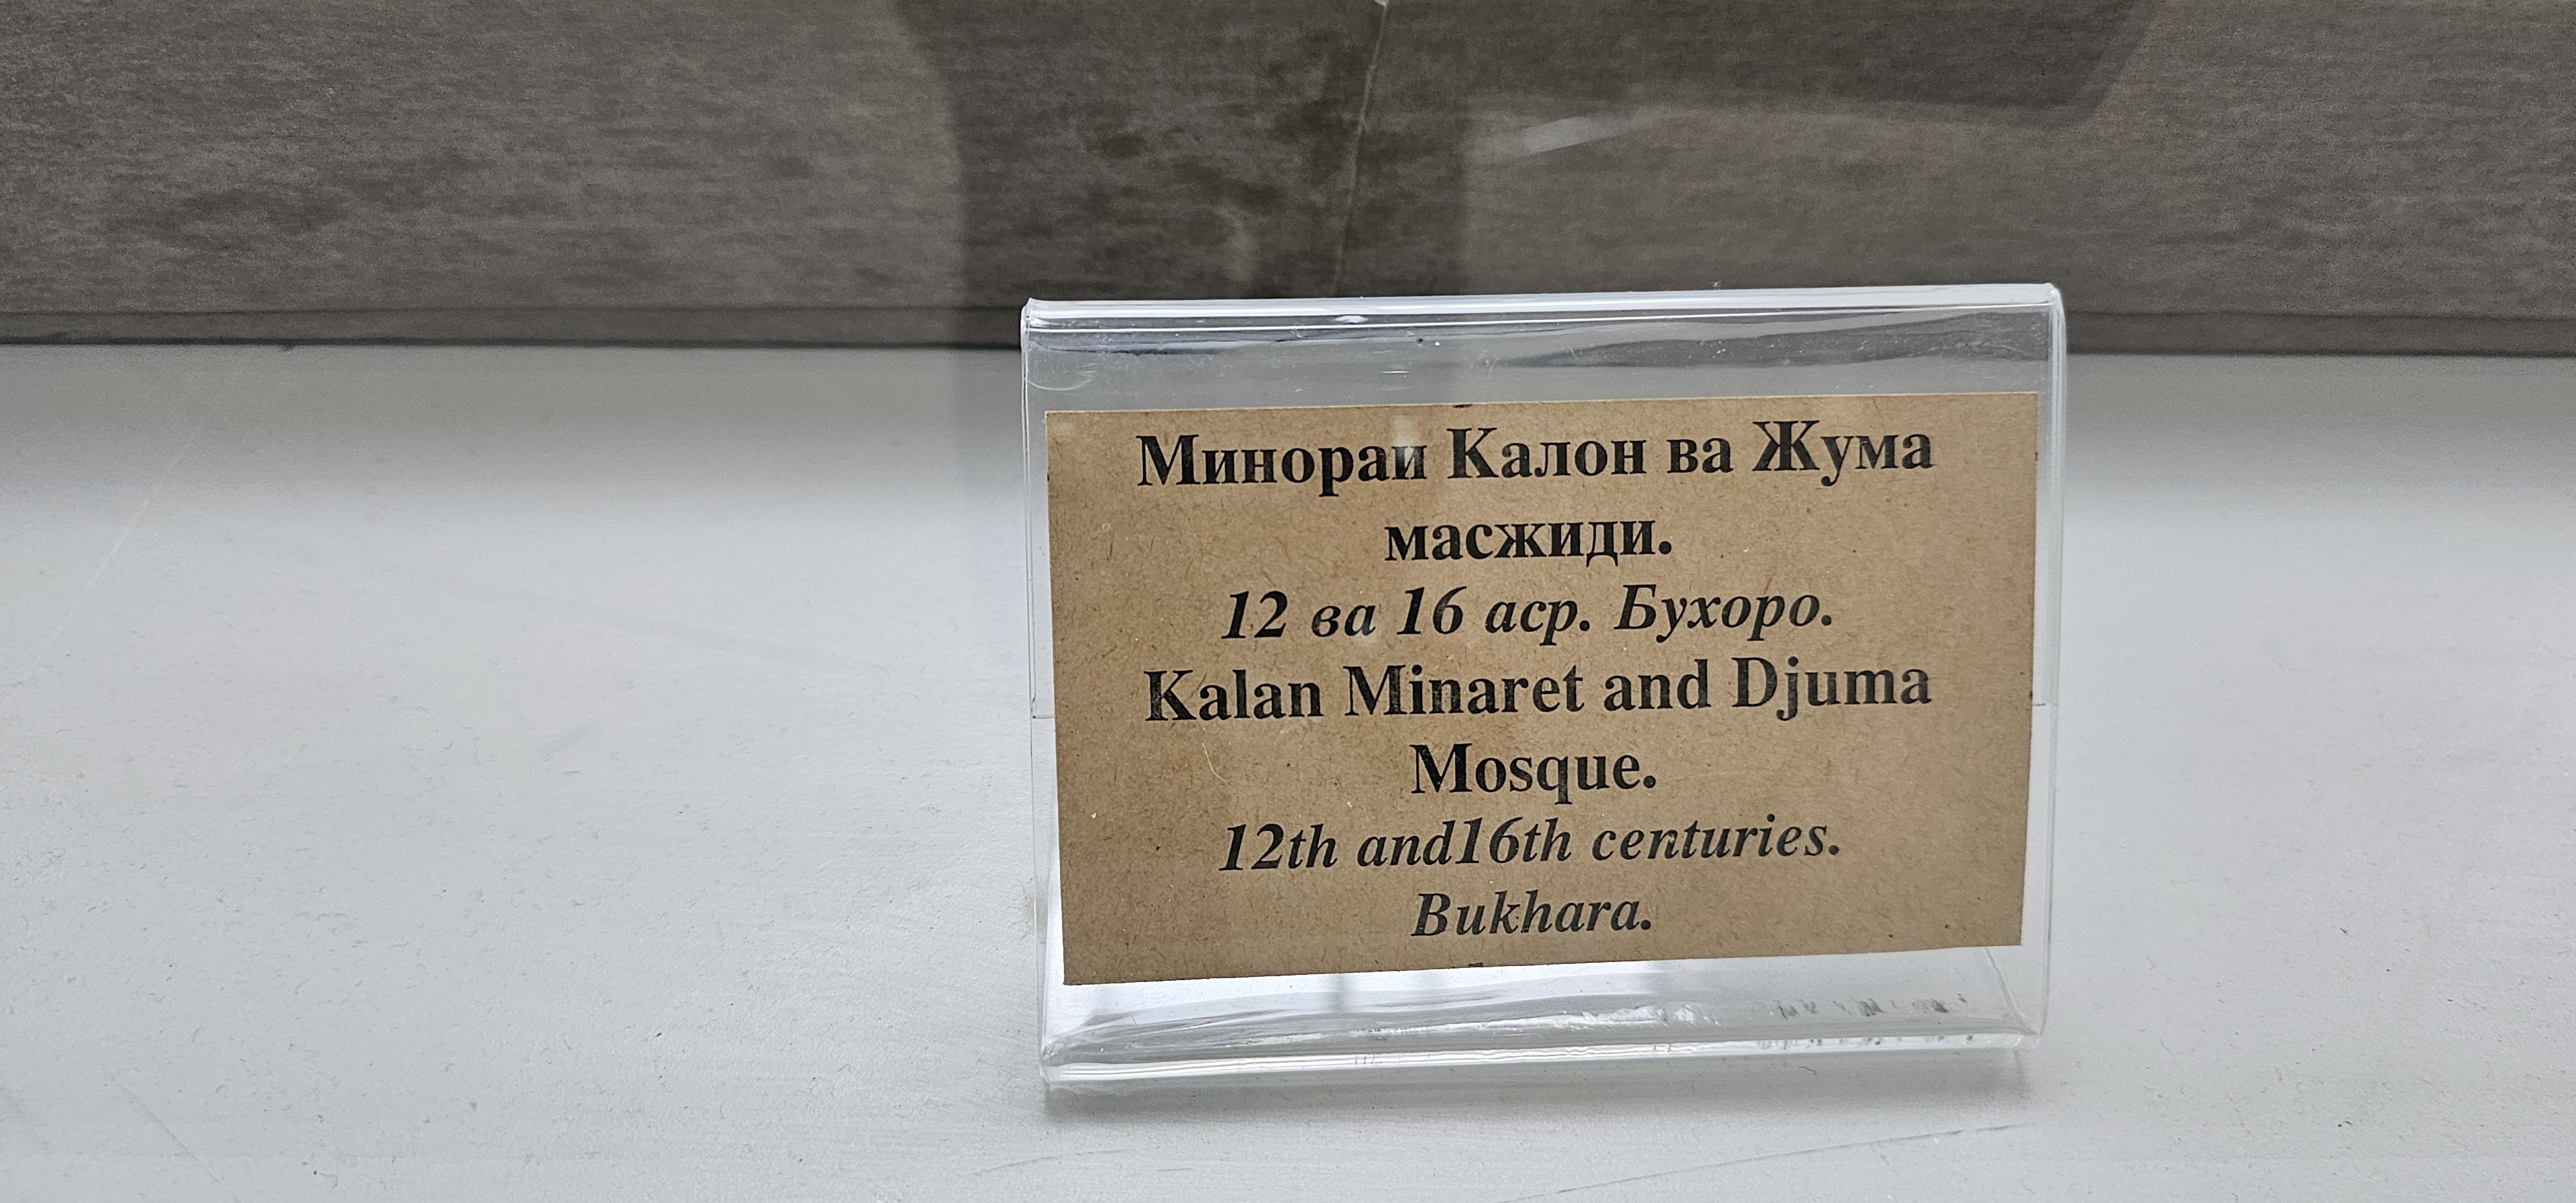 Минораи Калон ва Жума
масжиди.
12 ва 16 аср. Бухоро.
Kalan Minaret and Djuma
Mosque.
12th and16th centuries.
Bukhara.